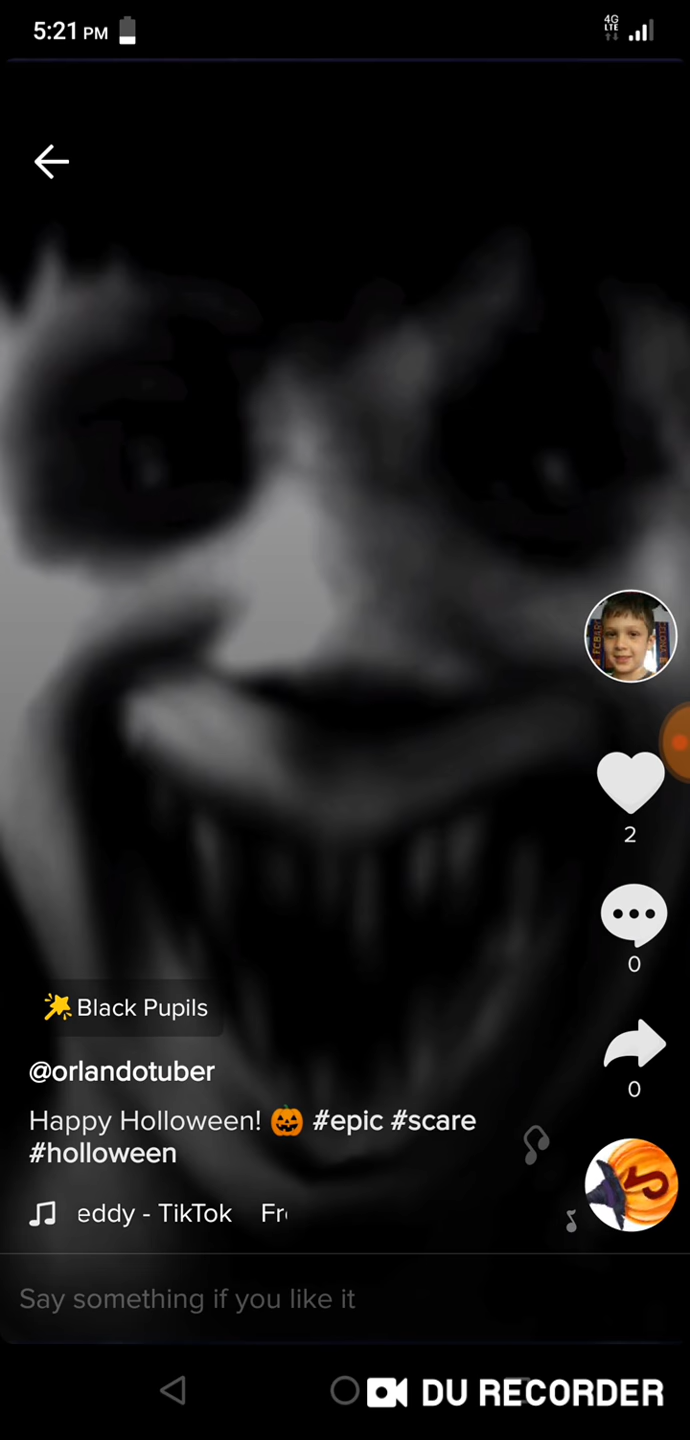 5:21 PM
4G
LTE
2
0
Black Pupils
0
@orlandotuber
Happy Holloween! 🎃 #epic #scare
#holloween
eddy - TikTok Fr
Say something if you like it
DU RECORDER